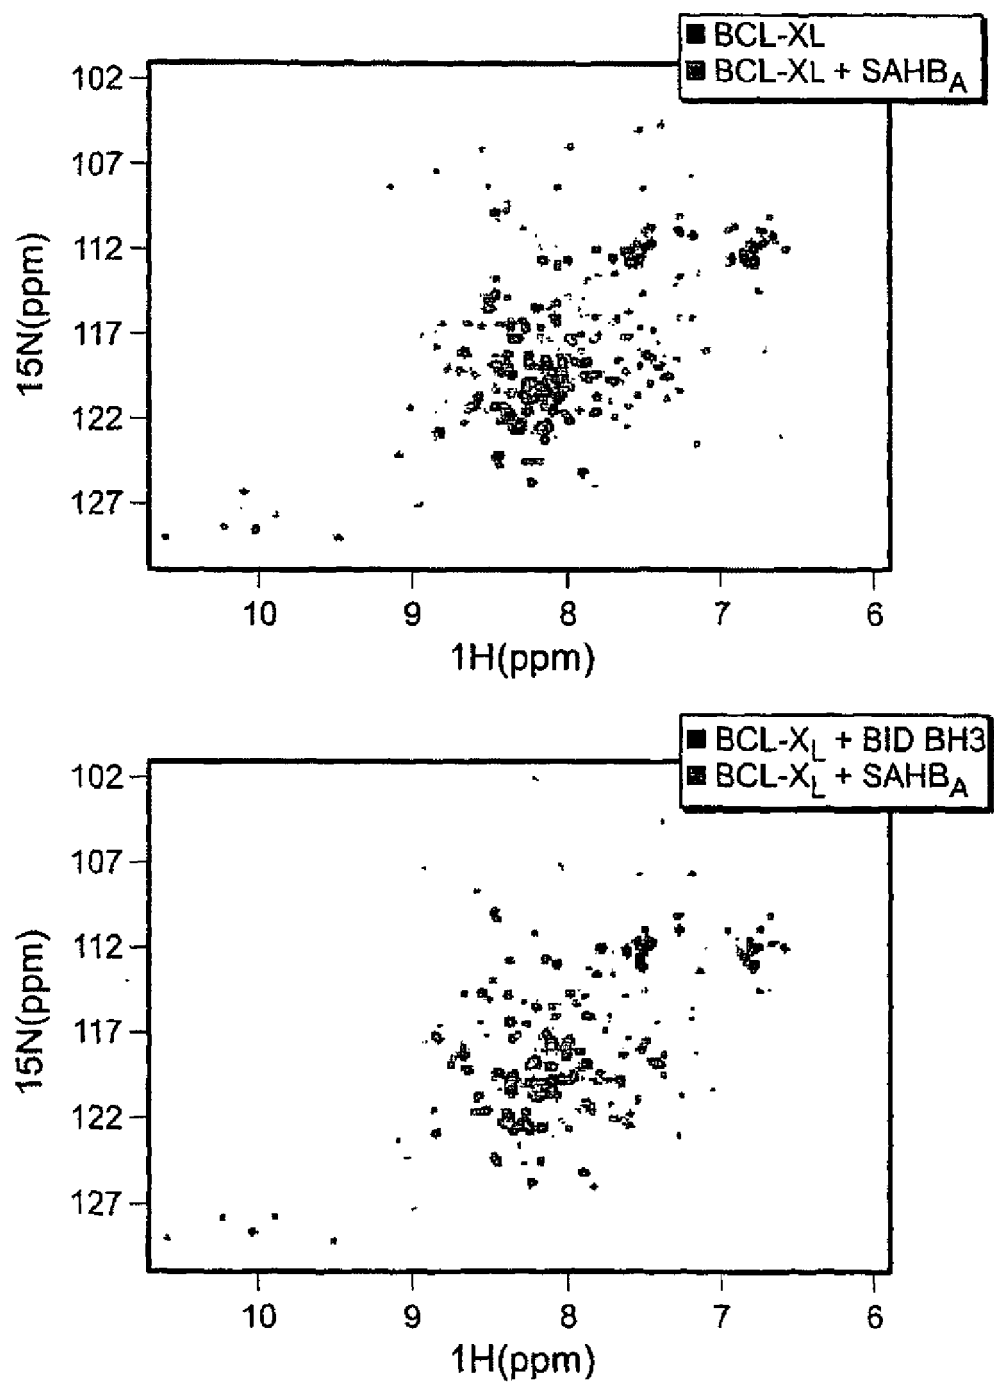 BCL-XL
BCL-XL + SAHBA
102
107
112
117
122
127
15N(ppm)
10 9 8 7 6
1H(ppm)
BCL-XL + BID BH3
BCL-XL + SAHBA
102
107
112
117
122
127
15N(ppm)
10 9 8 7 6
1H(ppm)